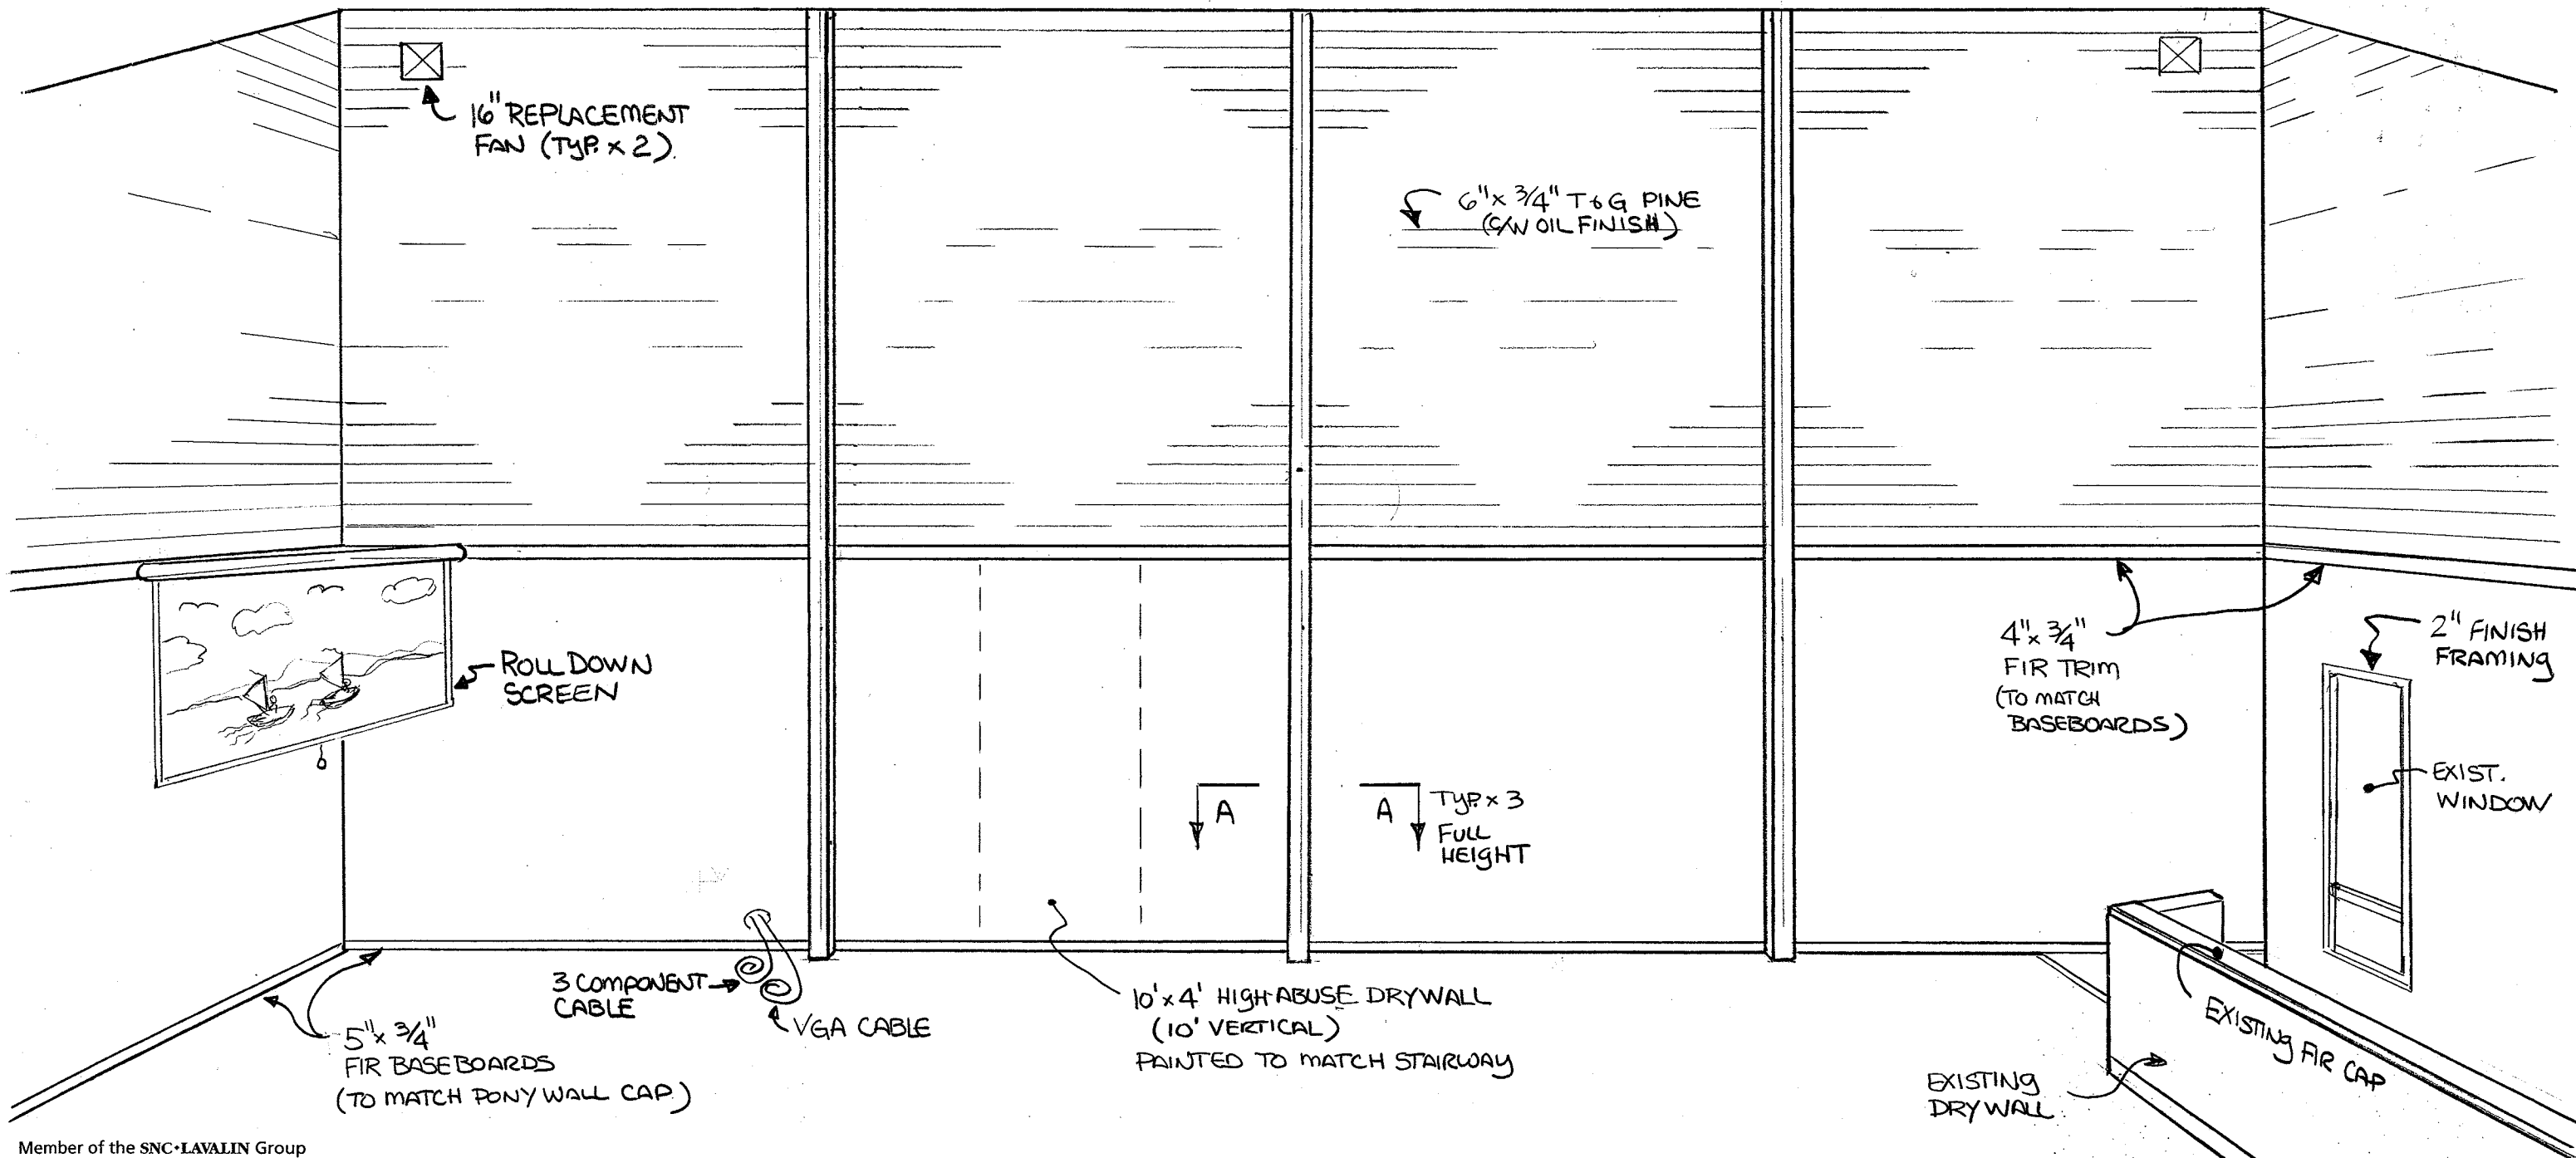 16" REPLACEMENT
FAN (TYP. x 2).
6" x 3/4" T & G PINE
(C/W OIL FINISH)
ROLL DOWN
SCREEN
4" x 3/4"
FIR TRIM
(TO MATCH
BASEBOARDS)
2" FINISH
FRAMING
EXIST.
WINDOW
A
A
TYP. x 3
FULL
HEIGHT
3 COMPONENT
CABLE
VGA CABLE
5" x 3/4"
FIR BASEBOARDS
(TO MATCH PONY WALL CAP.)
10' x 4' HIGH ABUSE DRYWALL
(10' VERTICAL)
PAINTED TO MATCH STAIRWAY
EXISTING FIR CAP
EXISTING
DRYWALL
Member of the SNC•LAVALIN Group